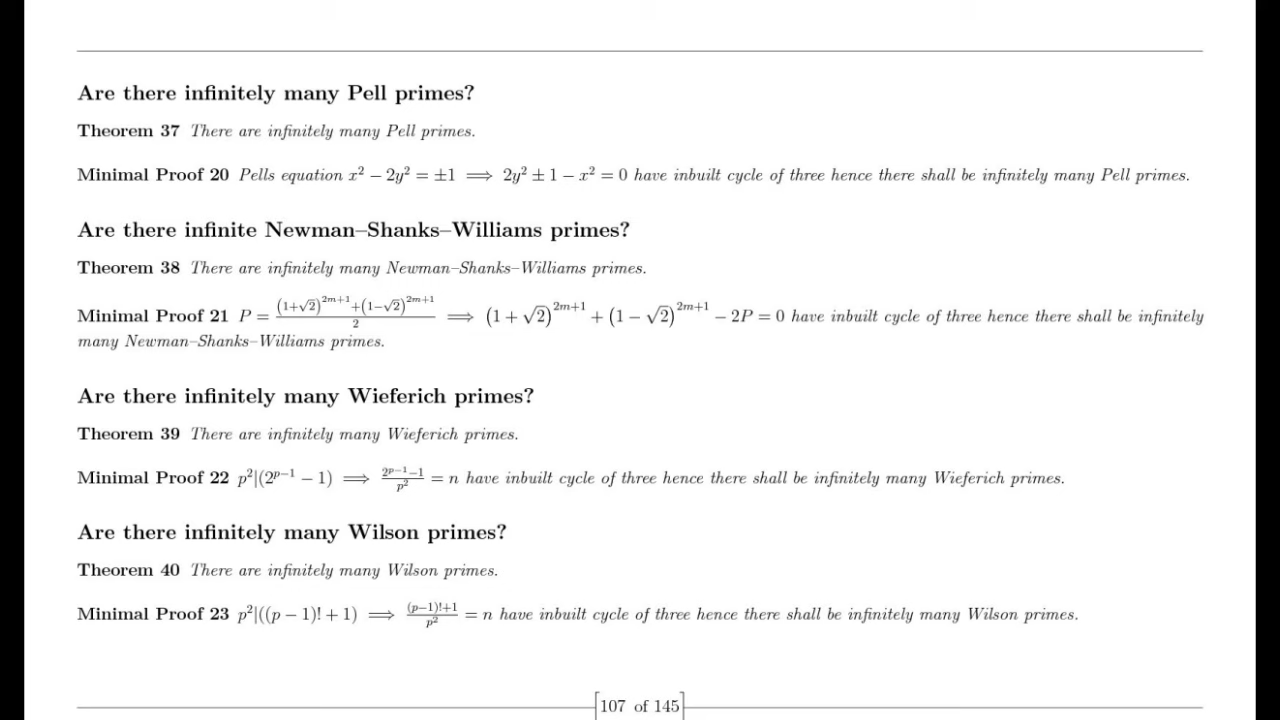 Are there infinitely many Pell primes?
Theorem 37 There are infinitely many Pell primes.
Minimal Proof 20 Pells equation x² − 2y² = ±1 ⟹ 2y² ± 1 − x² = 0 have inbuilt cycle of three hence there shall be infinitely many Pell primes.
Are there infinite Newman–Shanks–Williams primes?
Theorem 38 There are infinitely many Newman–Shanks–Williams primes.
Minimal Proof 21 P = \frac{(1+√2)^{2m+1}+(1−√2)^{2m+1}}{2} ⟹ (1 + √2)^{2m+1} + (1 − √2)^{2m+1} − 2P = 0 have inbuilt cycle of three hence there shall be infinitely
many Newman–Shanks–Williams primes.
Are there infinitely many Wieferich primes?
Theorem 39 There are infinitely many Wieferich primes.
Minimal Proof 22 p²|(2^{p−1} − 1) ⟹ \frac{2^{p−1}−1}{p²} = n have inbuilt cycle of three hence there shall be infinitely many Wieferich primes.
Are there infinitely many Wilson primes?
Theorem 40 There are infinitely many Wilson primes.
Minimal Proof 23 p²|((p − 1)! + 1) ⟹ \frac{(p−1)!+1}{p²} = n have inbuilt cycle of three hence there shall be infinitely many Wilson primes.
[107 of 145]